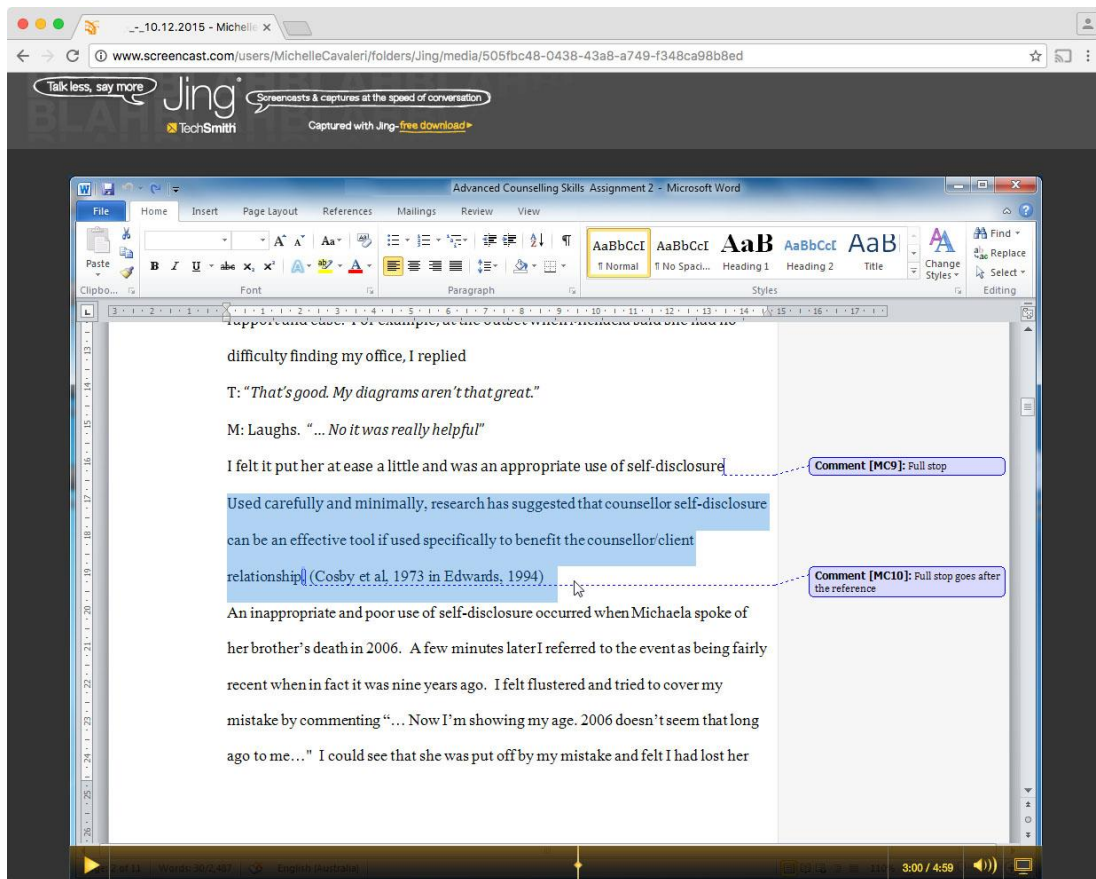 _-_10.12.2015 - Michelle
www.screencast.com/users/MichelleCavaleri/folders/Jing/media/505fbc48-0438-43a8-a749-f348ca98b8ed
Talk less, say more
Jing
Screencasts & captures at the speed of conversation
TechSmith
Captured with Jing-free download
Advanced Counselling Skills Assignment 2 - Microsoft Word
File Home Insert Page Layout References Mailings Review View
Paste
B I U abc x, x² A
Aa
AaBbCcI AaBbCcI AaB AaBbCcI AaB
¶ Normal ¶ No Spaci... Heading 1 Heading 2 Title
Change Styles
Find
Replace
Select
Clipbo... Font Paragraph Styles Editing
difficulty finding my office, I replied
T: “That’s good. My diagrams aren’t that great.”
M: Laughs. “... No it was really helpful”
I felt it put her at ease a little and was an appropriate use of self-disclosure
Comment [MC9]: Full stop
Used carefully and minimally, research has suggested that counsellor self-disclosure
can be an effective tool if used specifically to benefit the counsellor/client
relationship. (Cosby et al, 1973 in Edwards, 1994)
Comment [MC10]: Full stop goes after
the reference
An inappropriate and poor use of self-disclosure occurred when Michaela spoke of
her brother’s death in 2006. A few minutes later I referred to the event as being fairly
recent when in fact it was nine years ago. I felt flustered and tried to cover my
mistake by commenting “... Now I’m showing my age. 2006 doesn’t seem that long
ago to me...” I could see that she was put off by my mistake and felt I had lost her
English (Australia)
3:00 / 4:59